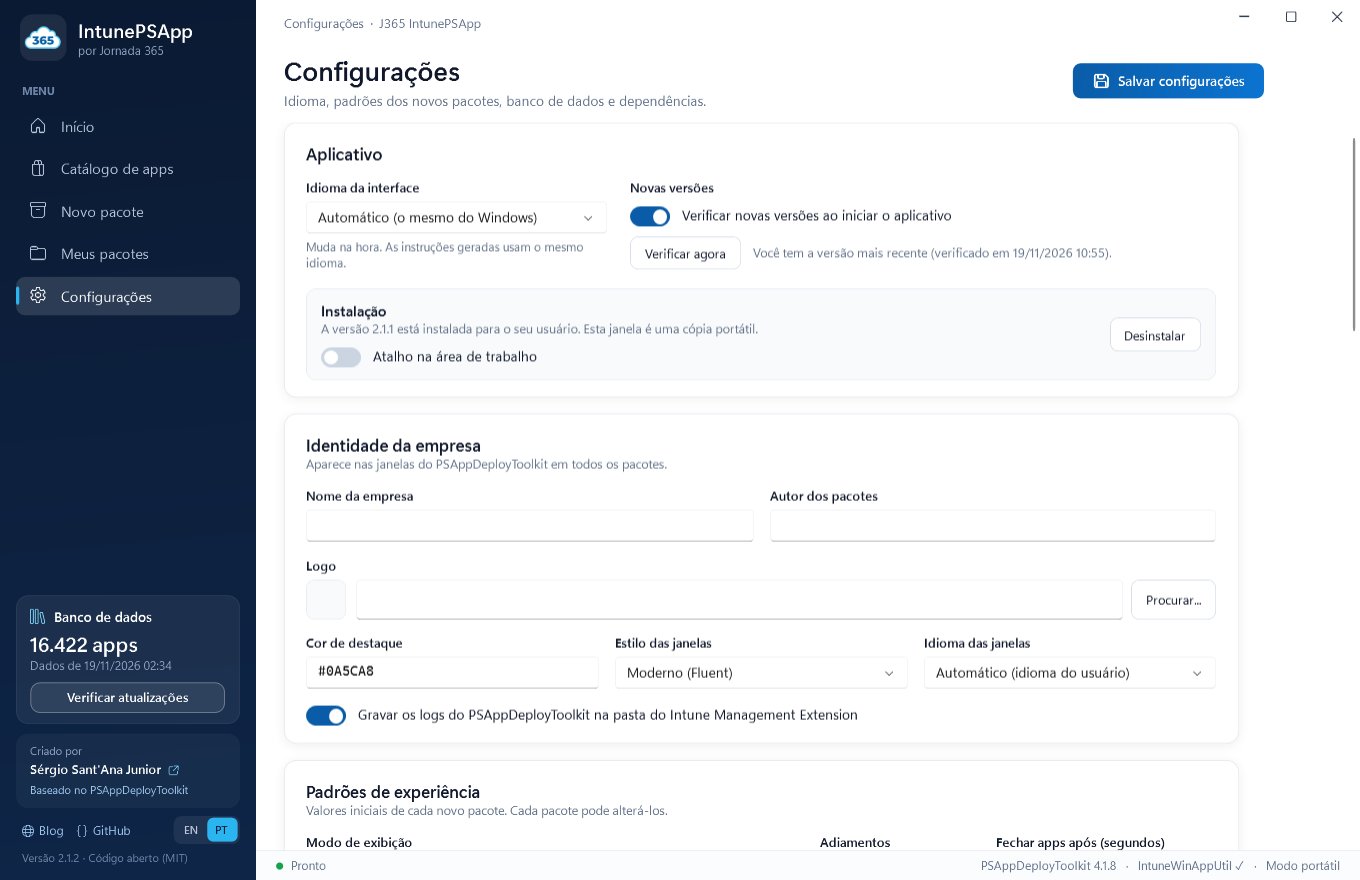 365
IntunePSApp
por Jornada 365
MENU
Início
Catálogo de apps
Novo pacote
Meus pacotes
Configurações
Banco de dados
16.422 apps
Dados de 19/11/2026 02:34
Verificar atualizações
Criado por
Sérgio Sant'Ana Junior
Baseado no PSAppDeployToolkit
Blog
{ } GitHub
EN
PT
Versão 2.1.2 · Código aberto (MIT)
Configurações · J365 IntunePSApp
Configurações
Idioma, padrões dos novos pacotes, banco de dados e dependências.
Salvar configurações
Aplicativo
Idioma da interface
Automático (o mesmo do Windows)
Muda na hora. As instruções geradas usam o mesmo
idioma.
Novas versões
Verificar novas versões ao iniciar o aplicativo
Verificar agora
Você tem a versão mais recente (verificado em 19/11/2026 10:55).
Instalação
A versão 2.1.1 está instalada para o seu usuário. Esta janela é uma cópia portátil.
Atalho na área de trabalho
Desinstalar
Identidade da empresa
Aparece nas janelas do PSAppDeployToolkit em todos os pacotes.
Nome da empresa
Autor dos pacotes
Logo
Procurar...
Cor de destaque
Estilo das janelas
Idioma das janelas
#0A5CA8
Moderno (Fluent)
Automático (idioma do usuário)
Gravar os logs do PSAppDeployToolkit na pasta do Intune Management Extension
Padrões de experiência
Valores iniciais de cada novo pacote. Cada pacote pode alterá-los.
Modo de exibição
Adiamentos
Fechar apps após (segundos)
Pronto
PSAppDeployToolkit 4.1.8 · IntuneWinAppUtil ✓ · Modo portátil